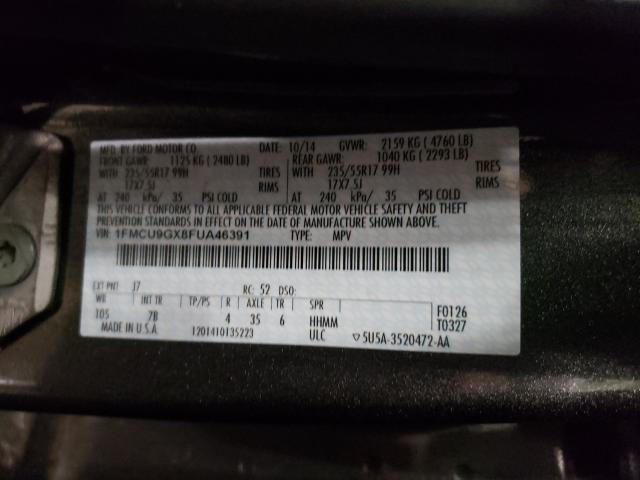 MFD. BY FORD MOTOR CO. DATE: 10/14 GVWR: 2159 KG ( 4760 LB)
FRONT GAWR: 1125 KG ( 2480 LB) REAR GAWR: 1040 KG ( 2293 LB)
WITH 235/55R17 99H TIRES WITH 235/55R17 99H TIRES
17X7.5J RIMS 17X7.5J RIMS
AT 240 kPa/ 35 PSI COLD AT 240 kPa/ 35 PSI COLD
THIS VEHICLE CONFORMS TO ALL APPLICABLE FEDERAL MOTOR VEHICLE SAFETY AND THEFT
PREVENTION STANDARDS IN EFFECT ON THE DATE OF MANUFACTURE SHOWN ABOVE.
VIN: 1FMCU9GX8FUA46391 TYPE: MPV
EXT PNT: J7 RC: 52 DSO:
WB INT TR TP/PS R AXLE TR SPR
105 7B 4 35 6 HHMM
MADE IN U.S.A. 1201410135223 ULC
F0126
T0327
▽5U5A-3520472-AA